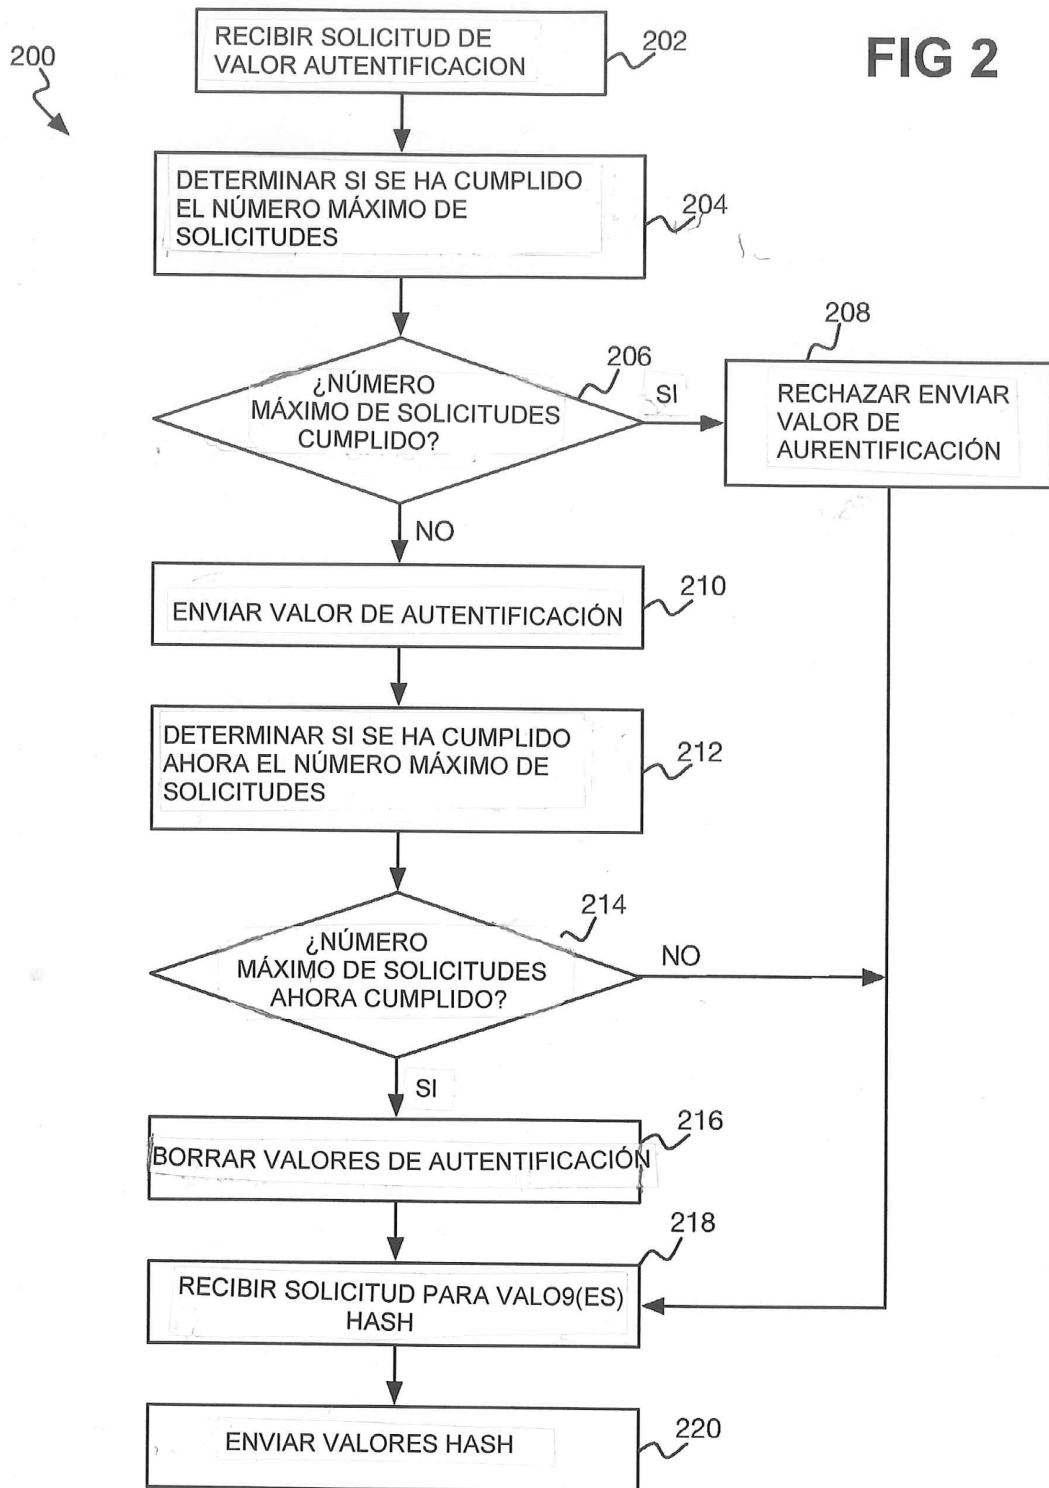 RECIBIR SOLICITUD DE
VALOR AUTENTIFICACION
202
FIG 2
200
DETERMINAR SI SE HA CUMPLIDO
EL NÚMERO MÁXIMO DE
SOLICITUDES
204
¿NÚMERO
MÁXIMO DE SOLICITUDES
CUMPLIDO?
206
SI
208
RECHAZAR ENVIAR
VALOR DE
AURENTIFICACIÓN
NO
ENVIAR VALOR DE AUTENTIFICACIÓN
210
DETERMINAR SI SE HA CUMPLIDO
AHORA EL NÚMERO MÁXIMO DE
SOLICITUDES
212
¿NÚMERO
MÁXIMO DE SOLICITUDES
AHORA CUMPLIDO?
214
NO
SI
BORRAR VALORES DE AUTENTIFICACIÓN
216
RECIBIR SOLICITUD PARA VALO9(ES)
HASH
218
ENVIAR VALORES HASH
220